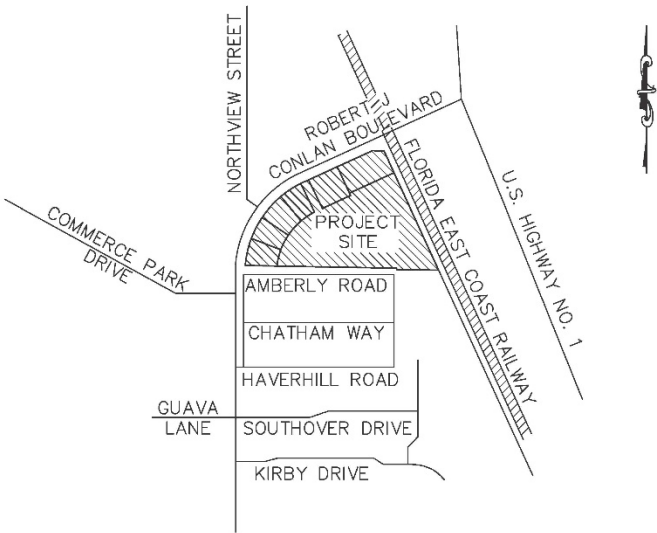 NORTHVIEW STREET
ROBERT J
CONLAN BOULEVARD
FLORIDA EAST COAST RAILWAY
U.S. HIGHWAY NO. 1
PROJECT
SITE
COMMERCE PARK
DRIVE
AMBERLY ROAD
CHATHAM WAY
HAVERHILL ROAD
GUAVA
LANE
SOUTHOVER DRIVE
KIRBY DRIVE